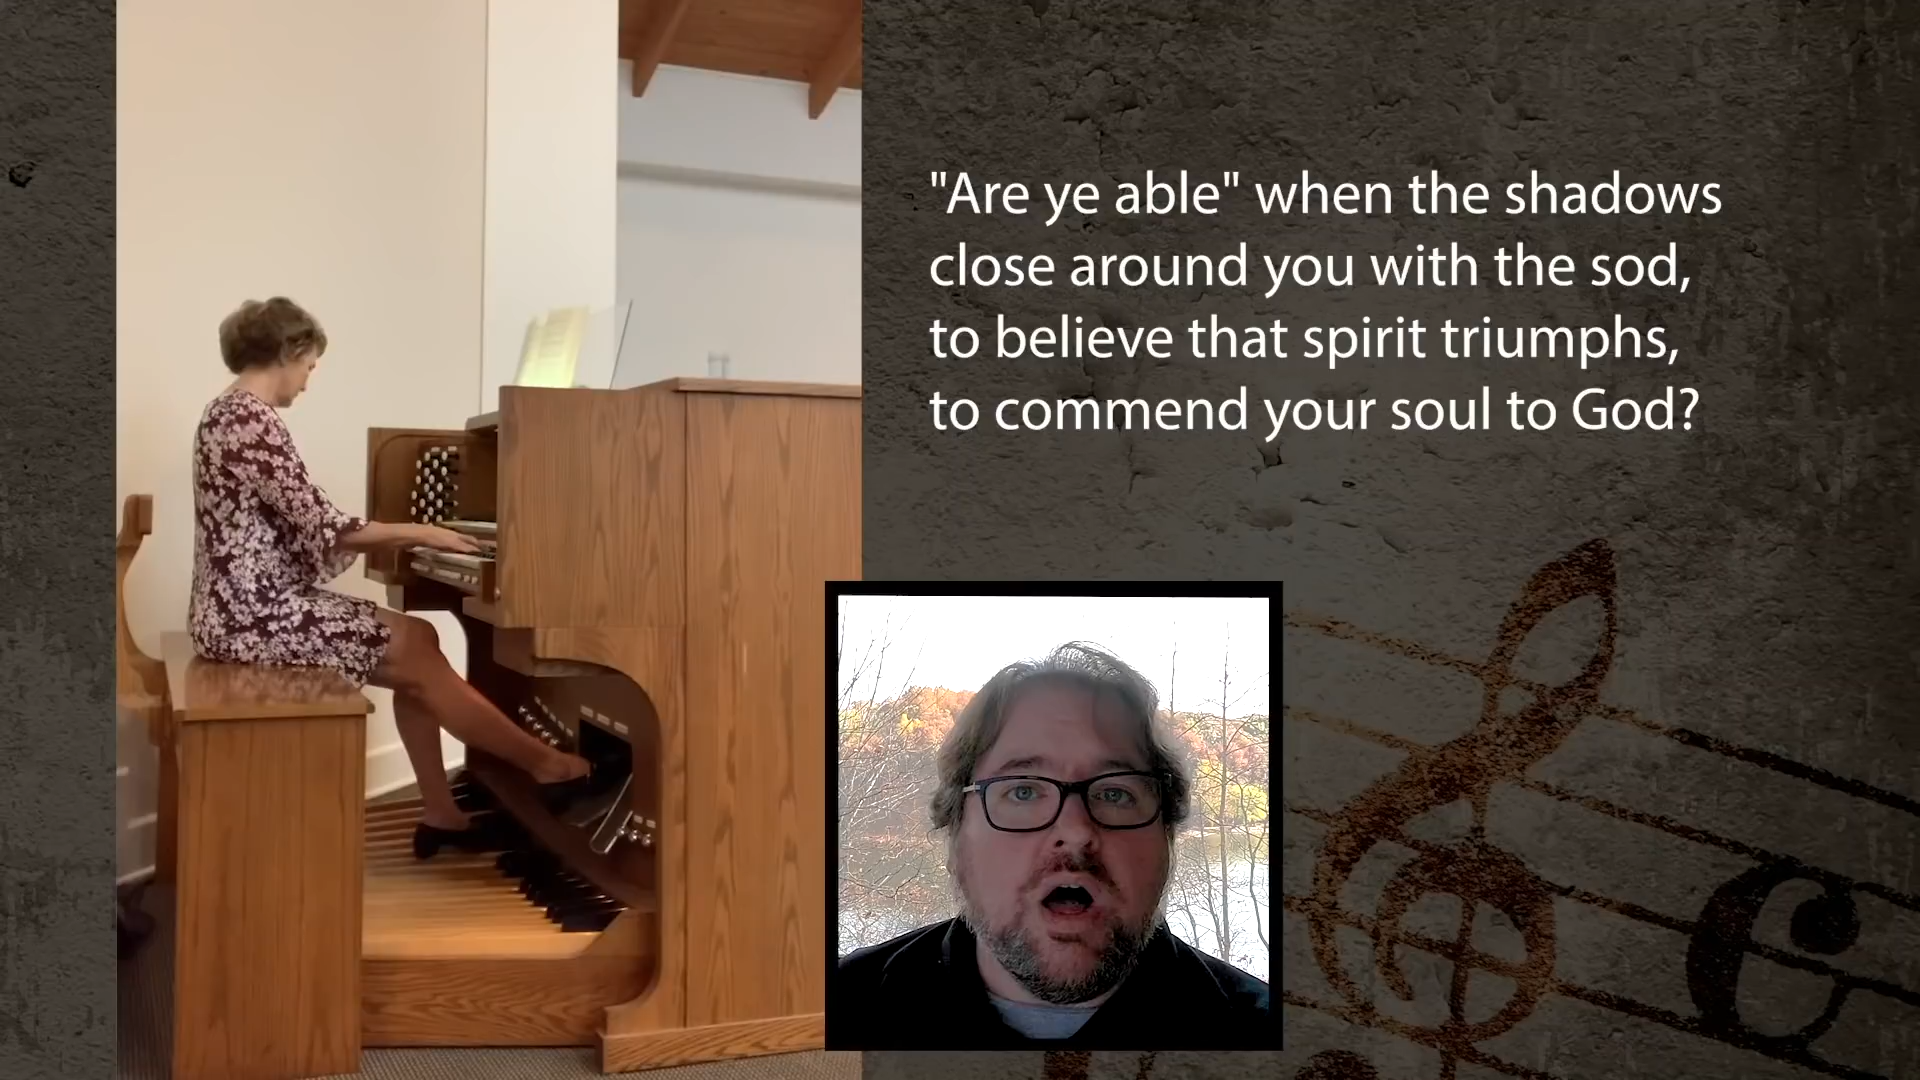 "Are ye able" when the shadows
close around you with the sod,
to believe that spirit triumphs,
to commend your soul to God?